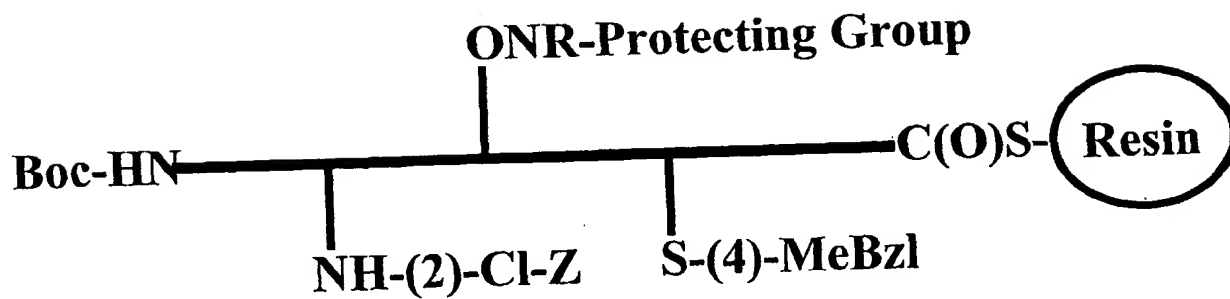 ONR-Protecting Group
Boc-HN
C(O)S-
Resin
NH-(2)-Cl-Z
S-(4)-MeBzl